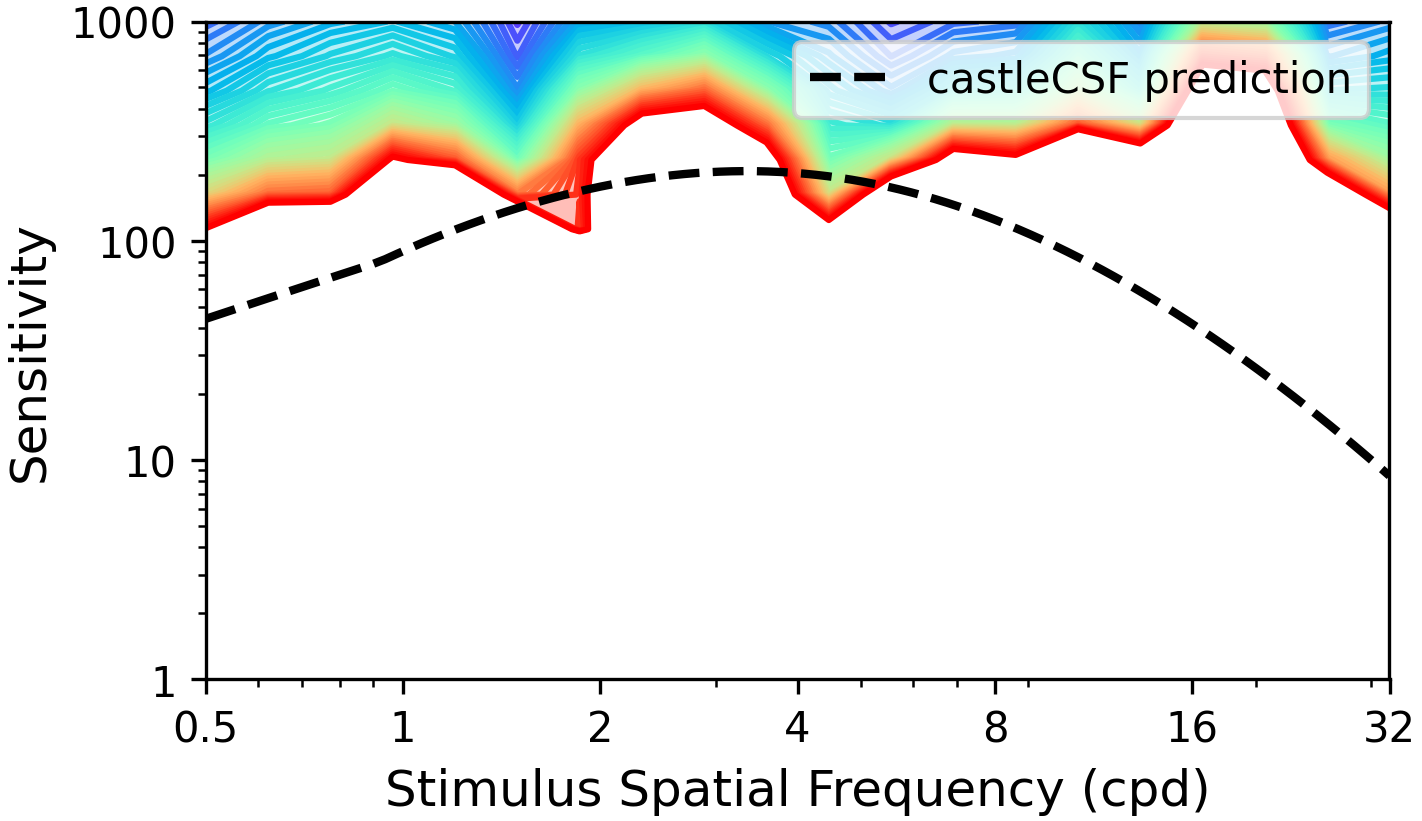 1000
100
10
1
Sensitivity
castleCSF prediction
0.5 1 2 4 8 16 32
Stimulus Spatial Frequency (cpd)